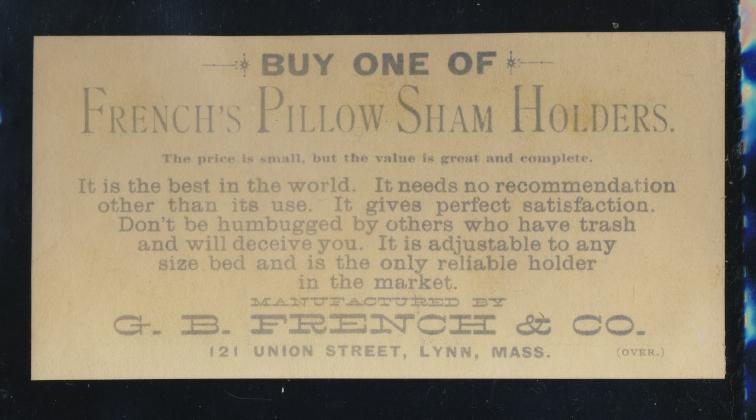 BUY ONE OF
FRENCH'S PILLOW SHAM HOLDERS.
The price is small, but the value is great and complete.
It is the best in the world. It needs no recommendation
other than its use. It gives perfect satisfaction.
Don't be humbugged by others who have trash
and will deceive you. It is adjustable to any
size bed and is the only reliable holder
in the market.
MANUFACTURED BY
G. B. FRENCH & CO.
121 UNION STREET, LYNN, MASS. (OVER.)